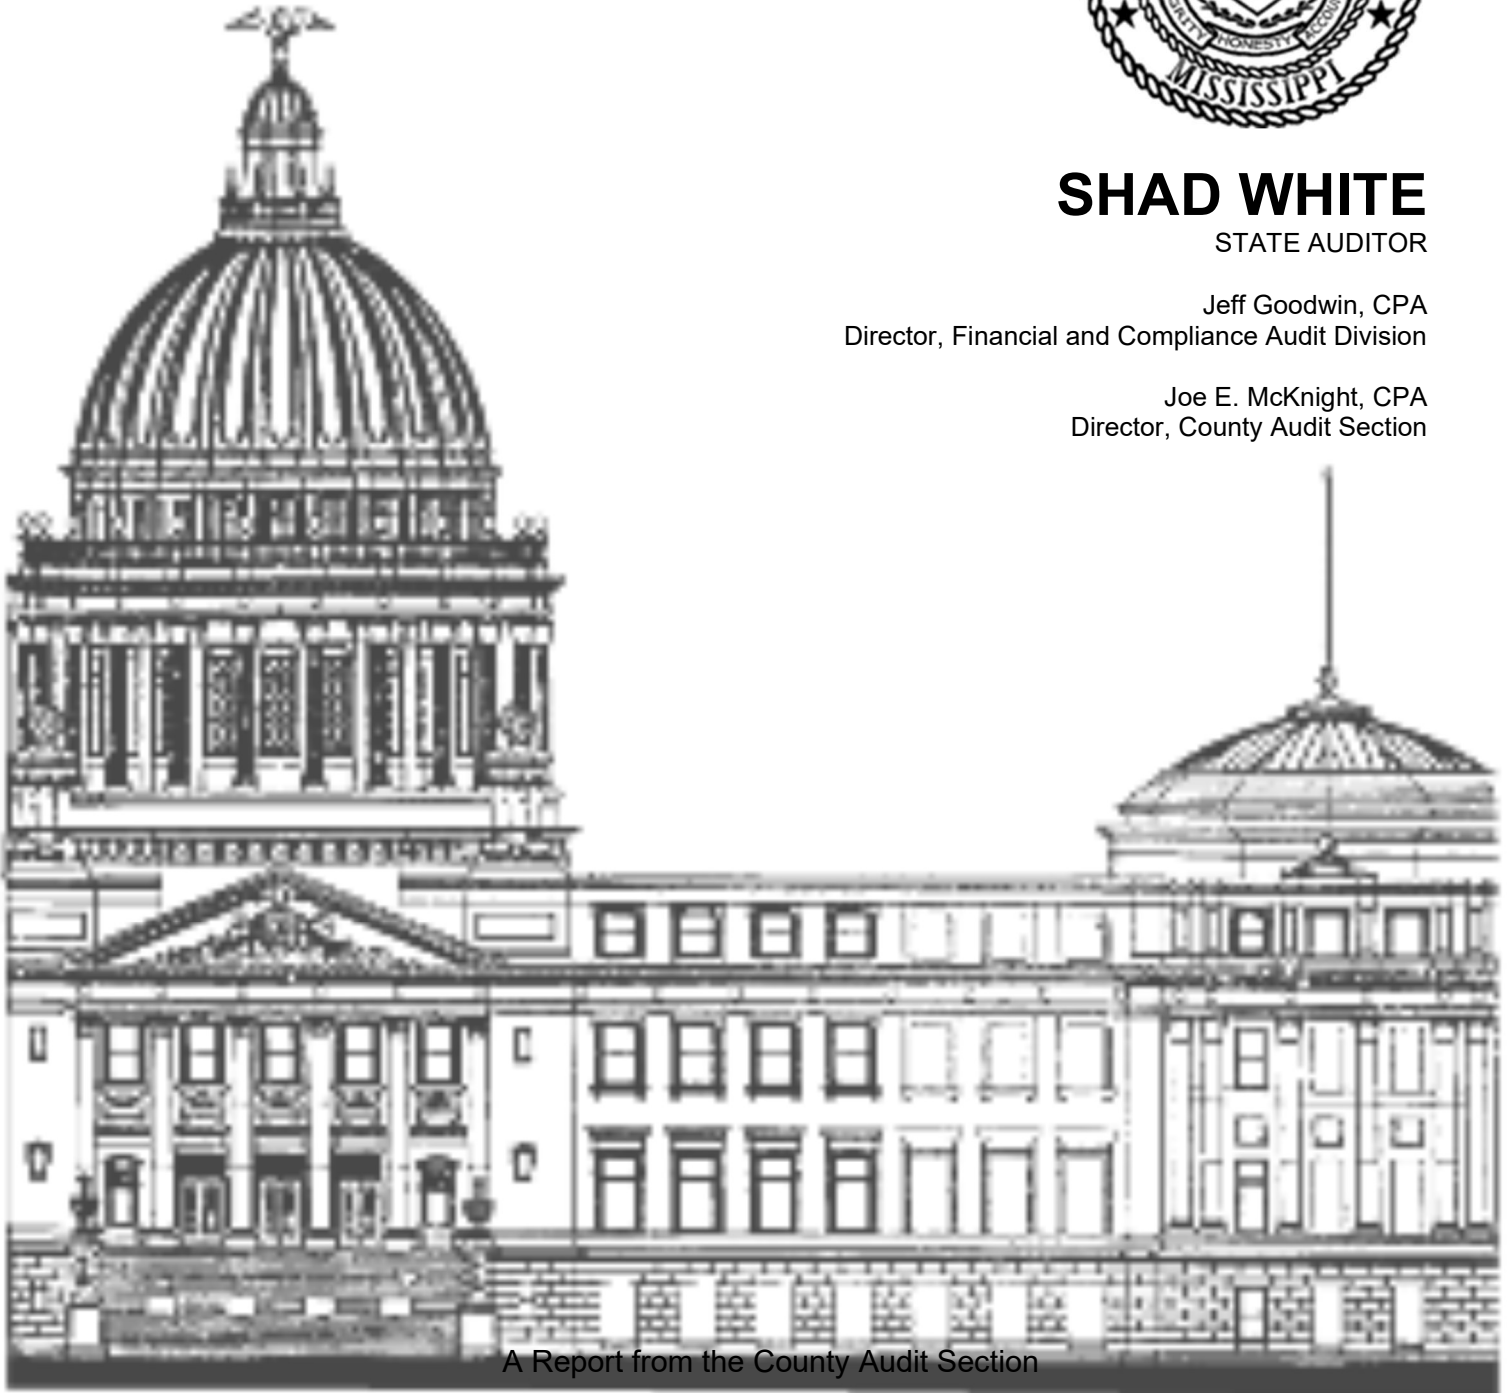 HONESTY
MISSISSIPPI
SHAD WHITE
STATE AUDITOR
Jeff Goodwin, CPA
Director, Financial and Compliance Audit Division
Joe E. McKnight, CPA
Director, County Audit Section
A Report from the County Audit Section